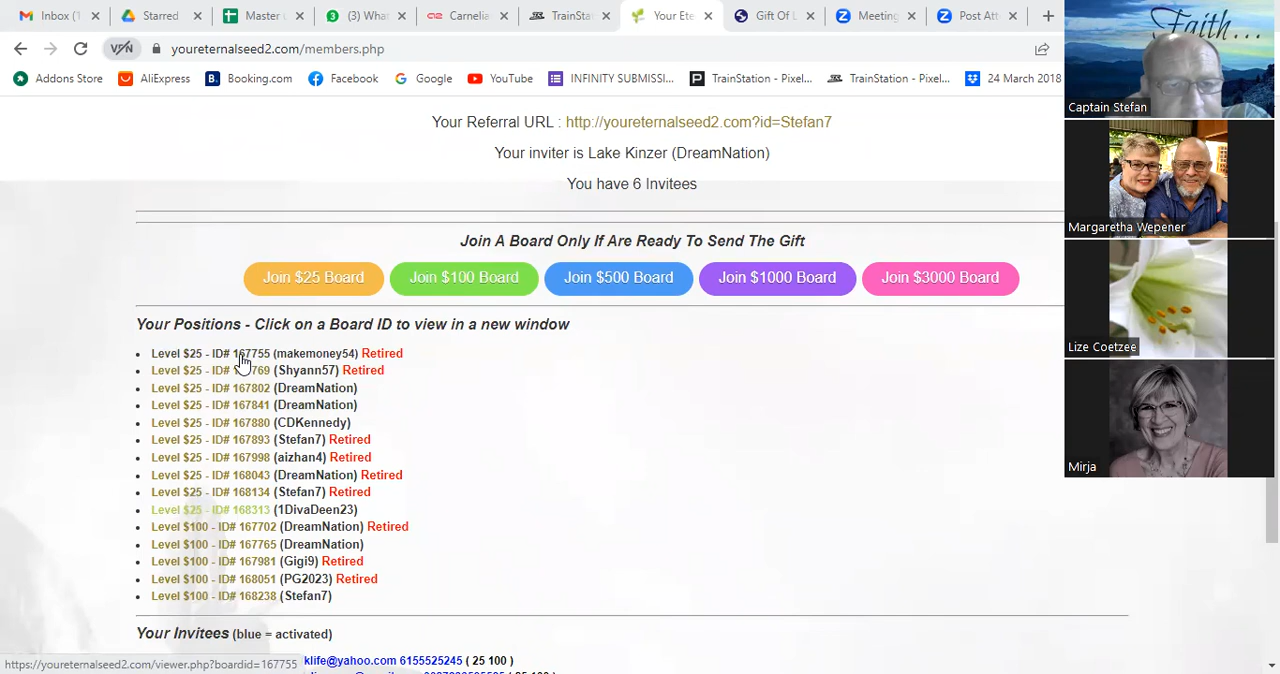 Inbox (1
Starred
Master
(3) Wha
Carnelia
TrainStat
Your Ete
Gift Of L
Meeting
Post Att
VPN
youreternalseed2.com/members.php
Addons Store
AliExpress
B. Booking.com
Facebook
Google
YouTube
INFINITY SUBMISSI...
TrainStation - Pixel...
TrainStation - Pixel...
24 March 2018
Faith...
Captain Stefan
Margaretha Wepener
Lize Coetzee
Mirja
Your Referral URL : http://youreternalseed2.com?id=Stefan7
Your inviter is Lake Kinzer (DreamNation)
You have 6 Invitees
Join A Board Only If Are Ready To Send The Gift
Join $25 Board Join $100 Board Join $500 Board Join $1000 Board Join $3000 Board
Your Positions - Click on a Board ID to view in a new window
Level $25 - ID# 167755 (makemoney54) Retired
Level $25 - ID# 769 (Shyann57) Retired
Level $25 - ID# 167802 (DreamNation)
Level $25 - ID# 167841 (DreamNation)
Level $25 - ID# 167880 (CDKennedy)
Level $25 - ID# 167893 (Stefan7) Retired
Level $25 - ID# 167998 (aizhan4) Retired
Level $25 - ID# 168043 (DreamNation) Retired
Level $25 - ID# 168134 (Stefan7) Retired
Level $25 - ID# 168313 (1DivaDeen23)
Level $100 - ID# 167702 (DreamNation) Retired
Level $100 - ID# 167765 (DreamNation)
Level $100 - ID# 167981 (Gigi9) Retired
Level $100 - ID# 168051 (PG2023) Retired
Level $100 - ID# 168238 (Stefan7)
Your Invitees (blue = activated)
klife@yahoo.com 6155525245 ( 25 100 )
https://youreternalseed2.com/viewer.php?boardid=167755